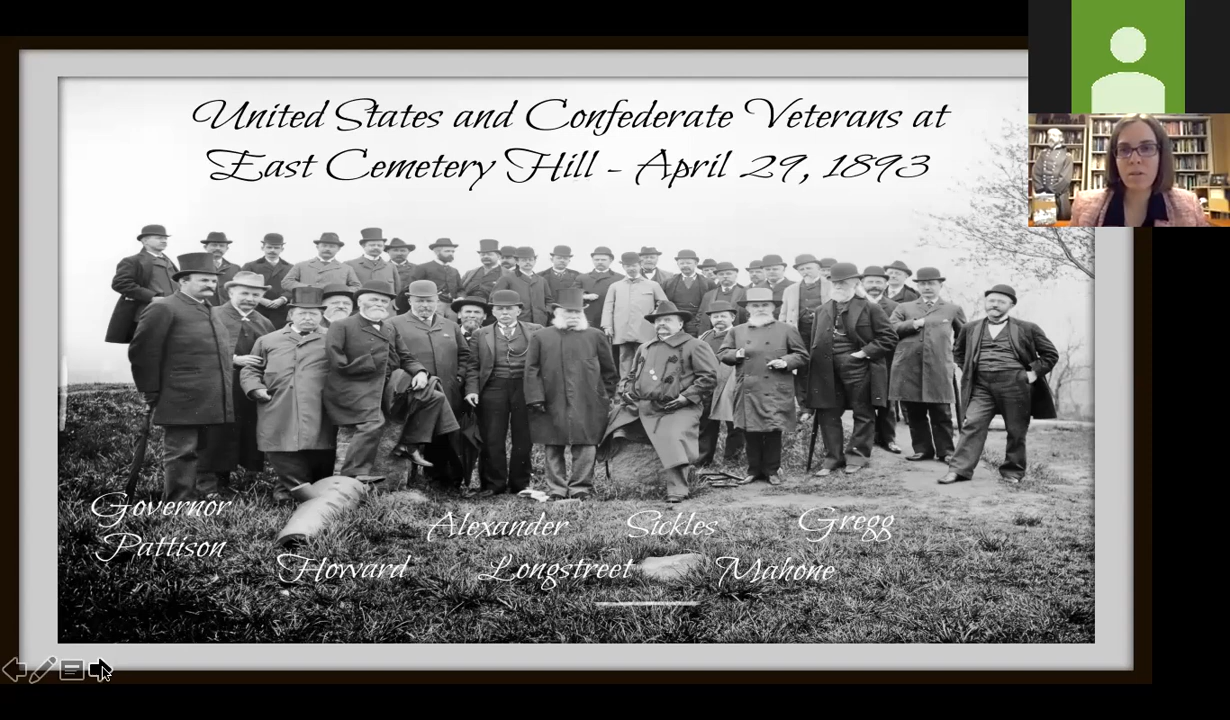 United States and Confederate Veterans at
East Cemetery Hill - April 29, 1893
Governor
Pattison
Howard
Alexander
Longstreet
Sickles
Mahone
Gregg